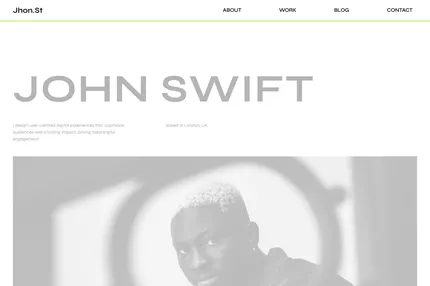 Jhon.St
ABOUT
WORK
BLOG
CONTACT
JOHN SWIFT
I design user-centred digital experiences that captivate
audiences and a lasting impact, driving meaningful
engagement
Based in London, UK